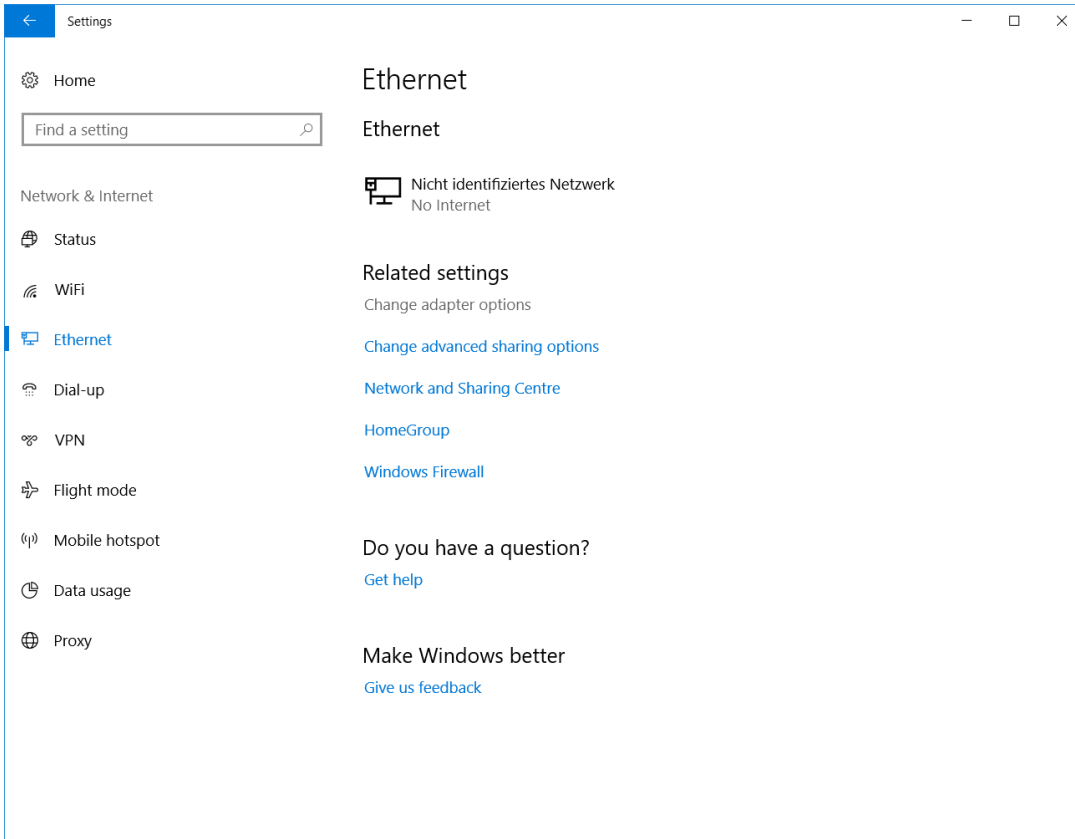 Settings
Home
Find a setting
Network & Internet
Status
WiFi
Ethernet
Dial-up
VPN
Flight mode
Mobile hotspot
Data usage
Proxy
Ethernet
Ethernet
Nicht identifiziertes Netzwerk
No Internet
Related settings
Change adapter options
Change advanced sharing options
Network and Sharing Centre
HomeGroup
Windows Firewall
Do you have a question?
Get help
Make Windows better
Give us feedback